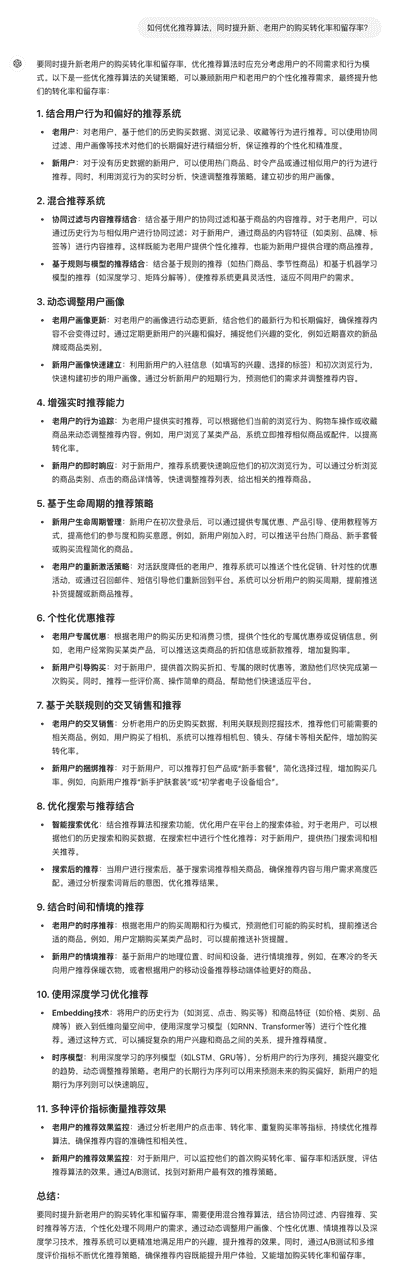 如何优化推荐算法，同时提升新、老用户的购买转化率和留存率？
要同时提升新老用户的购买转化率和留存率，优化推荐算法时应充分考虑用户的不同需求和行为模
式。以下是一些优化推荐算法的关键策略，可以兼顾新用户和老用户的个性化推荐需求，最终提升他
们的转化率和留存率：
1. 结合用户行为和偏好的推荐系统
• 老用户：对老用户，基于他们的历史购买数据、浏览记录、收藏等行为进行推荐。可以使用协同
过滤、用户画像等技术对他们的长期偏好进行精细分析，保证推荐的个性化和精准度。
• 新用户：对于没有历史数据的新用户，可以使用热门商品、时令产品或通过相似用户的行为进行
推荐。同时，利用浏览行为的实时分析，快速调整推荐策略，建立初步的用户画像。
2. 混合推荐系统
• 协同过滤与内容推荐结合：结合基于用户的协同过滤和基于商品的内容推荐。对于老用户，可以
通过历史行为与相似用户进行协同过滤；对于新用户，通过商品的内容特征（如类别、品牌、标
签等）进行内容推荐。这样既能为老用户提供个性化推荐，也能为新用户提供合理的商品推荐。
• 基于规则与模型的推荐结合：结合基于规则的推荐（如热门商品、季节性商品）和基于机器学习
模型的推荐（如深度学习、矩阵分解等），使推荐系统更具灵活性，适应不同用户的需求。
3. 动态调整用户画像
• 老用户画像更新：对老用户的画像进行动态更新，结合他们的最新行为和长期偏好，确保推荐内
容不会变得过时。通过定期更新用户的兴趣和偏好，捕捉他们兴趣的变化，例如近期喜欢的新品
牌或商品类别。
• 新用户画像快速建立：利用新用户的入驻信息（如填写的兴趣、选择的标签）和初次浏览行为，
快速构建初步的用户画像。通过分析新用户的短期行为，预测他们的需求并调整推荐内容。
4. 增强实时推荐能力
• 老用户的行为追踪：为老用户提供实时推荐，可以根据他们当前的浏览行为、购物车操作或收藏
商品来动态调整推荐内容。例如，用户浏览了某类产品，系统立即推荐相似商品或配件，以提高
转化率。
• 新用户的即时响应：对于新用户，推荐系统要快速响应他们的初次浏览行为。可以通过分析浏览
的商品类别、点击的商品详情等，快速调整推荐列表，给出相关的推荐商品。
5. 基于生命周期的推荐策略
• 新用户生命周期管理：新用户在初次登录后，可以通过提供专属优惠、产品引导、使用教程等方
式，提高他们的参与度和购买意愿。例如，新用户刚加入时，可以推送平台热门商品、新手套餐
或购买流程简化的商品。
• 老用户的重新激活策略：对活跃度降低的老用户，推荐系统可以推送个性化促销、针对性的优惠
活动，或通过召回邮件、短信引导他们重新回到平台。系统可以分析用户的购买周期，提前推送
补货提醒或新商品推荐。
6. 个性化优惠推荐
• 老用户专属优惠：根据老用户的购买历史和消费习惯，提供个性化的专属优惠券或促销信息。例
如，老用户经常购买某类产品，可以推送这类商品的折扣信息或新款推荐，增加复购率。
• 新用户引导购买：对于新用户，提供首次购买折扣、专属的限时优惠等，激励他们尽快完成第一
次购买。同时，推荐一些评价高、操作简单的商品，帮助他们快速适应平台。
7. 基于关联规则的交叉销售和推荐
• 老用户的交叉销售：分析老用户的历史购买数据，利用关联规则挖掘技术，推荐他们可能需要的
相关商品。例如，用户购买了相机，系统可以推荐相机包、镜头、存储卡等相关配件，增加购买
转化率。
• 新用户的捆绑推荐：对于新用户，可以推荐打包产品或“新手套餐”，简化选择过程，增加购买几
率。例如，向新用户推荐“新手护肤套装”或“初学者电子设备组合”。
8. 优化搜索与推荐结合
• 智能搜索优化：结合推荐算法和搜索功能，优化用户在平台上的搜索体验。对于老用户，可以根
据他们的历史搜索和购买数据，在搜索栏中进行个性化推荐；对于新用户，提供热门搜索词和相
关推荐。
• 搜索后的推荐：当用户进行搜索后，基于搜索词推荐相关商品，确保推荐内容与用户需求高度匹
配。通过分析搜索词背后的意图，优化推荐结果。
9. 结合时间和情境的推荐
• 老用户的时序推荐：根据老用户的购买周期和行为模式，预测他们可能的购买时机，提前推送合
适的商品。例如，用户定期购买某类产品时，可以提前推送补货提醒。
• 新用户的情境推荐：基于新用户的地理位置、时间和设备，进行情境推荐。例如，在寒冷的冬天
向用户推荐保暖衣物，或者根据用户的移动设备推荐移动端体验更好的商品。
10. 使用深度学习优化推荐
• Embedding技术：将用户的历史行为（如浏览、点击、购买等）和商品特征（如价格、类别、品
牌等）嵌入到低维向量空间中，使用深度学习模型（如RNN、Transformer等）进行个性化推
荐。通过这种方式，可以捕捉复杂的用户兴趣和商品之间的关系，提升推荐精度。
• 时序模型：利用深度学习的序列模型（如LSTM、GRU等），分析用户的行为序列，捕捉兴趣变化
的趋势，动态调整推荐策略。老用户的长期行为序列可以用来预测未来的购买偏好，新用户的短
期行为序列则可以快速响应。
11. 多种评价指标衡量推荐效果
• 老用户的推荐效果监控：通过分析老用户的点击率、转化率、重复购买率等指标，持续优化推荐
算法，确保推荐内容的准确性和相关性。
• 新用户的推荐效果监控：对于新用户，可以监控他们的首次购买转化率、留存率和活跃度，评估
推荐算法的效果。通过A/B测试，找到对新用户最有效的推荐策略。
总结：
要同时提升新老用户的购买转化率和留存率，需要使用混合推荐算法，结合协同过滤、内容推荐、实
时推荐等方法，个性化处理不同用户的需求，通过动态调整用户画像、个性化优惠、情境推荐以及深
度学习技术，推荐系统可以更精准地满足用户的兴趣，提升推荐的效果。同时，通过A/B测试和多维
度评价指标不断优化推荐策略，确保推荐内容既能提升用户体验，又能增加购买转化率和留存率。